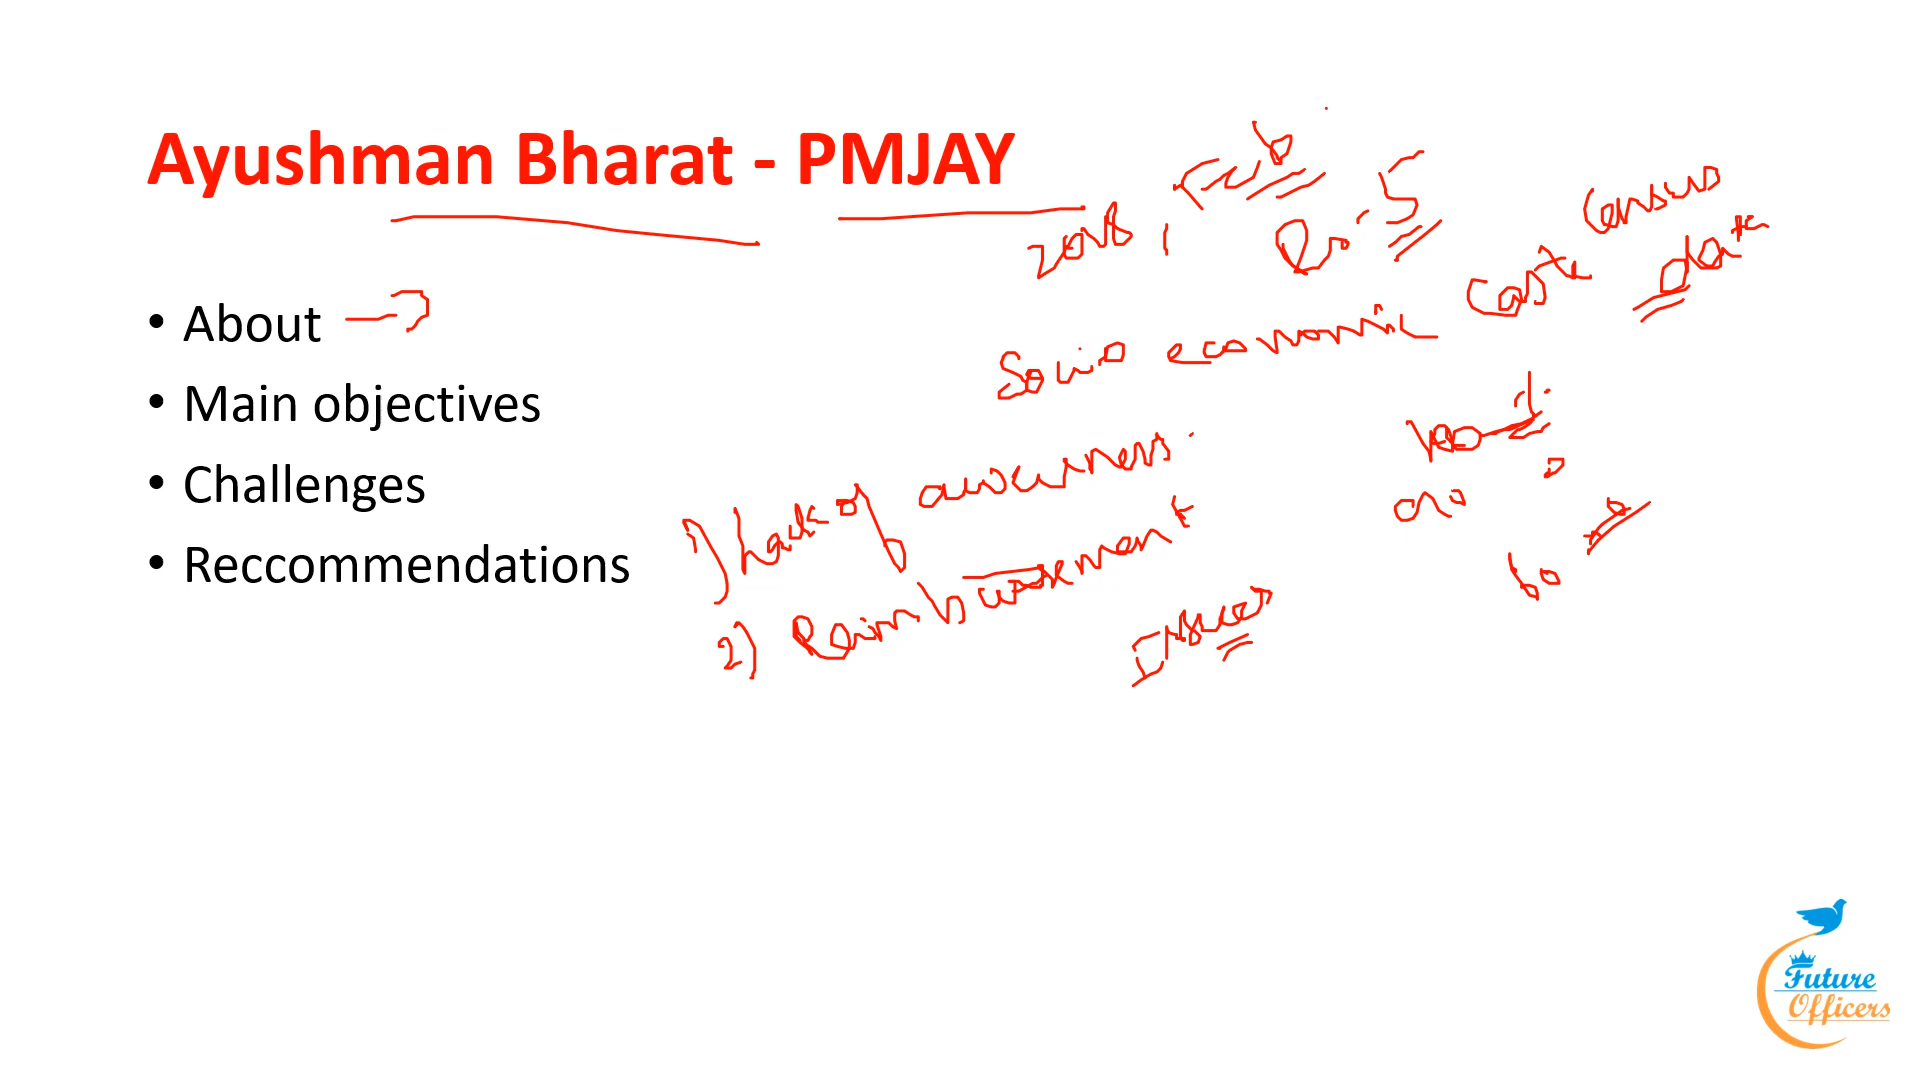 Ayushman Bharat - PMJAY
2018, Feb
Rs. 5
• About
Socio economic Caste Census data
• Main objectives
• Challenges
1) Lack of awareness.
• Reccommendations
2) Reimbursement Issues
60
Future
Officers